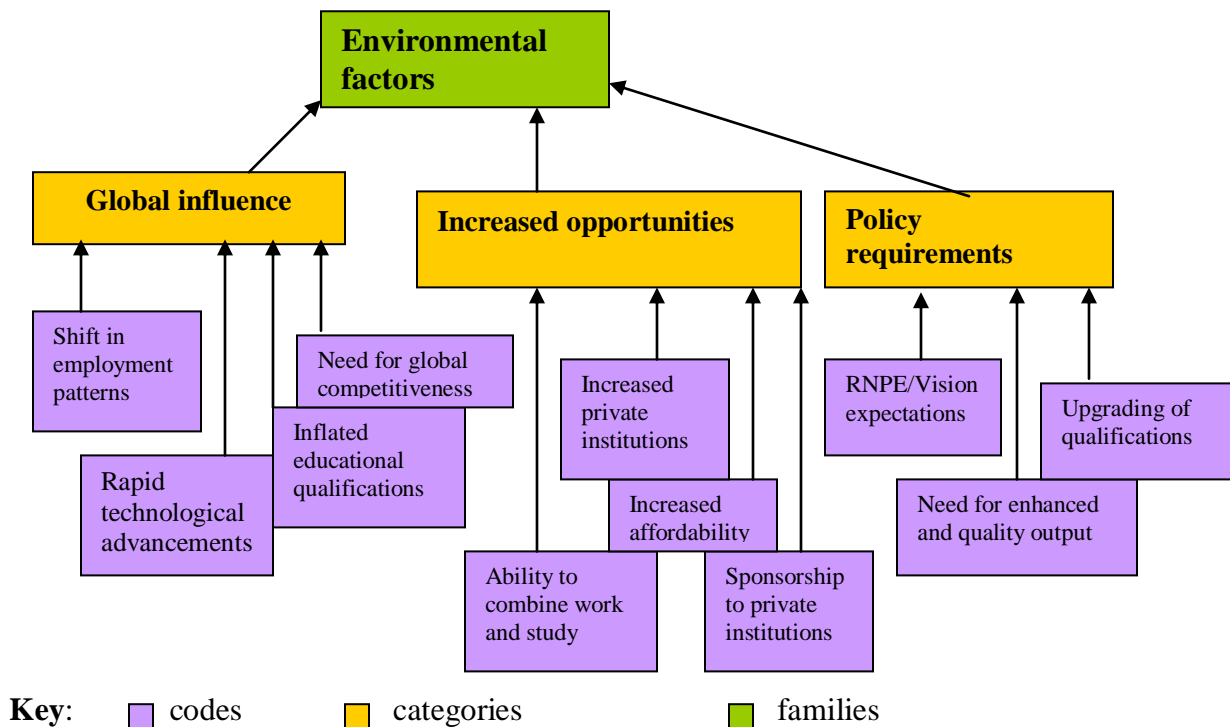 Environmental
factors
Global influence
Increased opportunities
Policy
requirements
Shift in
employment
patterns
Need for global
competitiveness
Increased
private
institutions
RNPE/Vision
expectations
Upgrading of
qualifications
Inflated
educational
qualifications
Rapid
technological
advancements
Increased
affordability
Need for enhanced
and quality output
Ability to
combine work
and study
Sponsorship
to private
institutions
Key: codes categories families